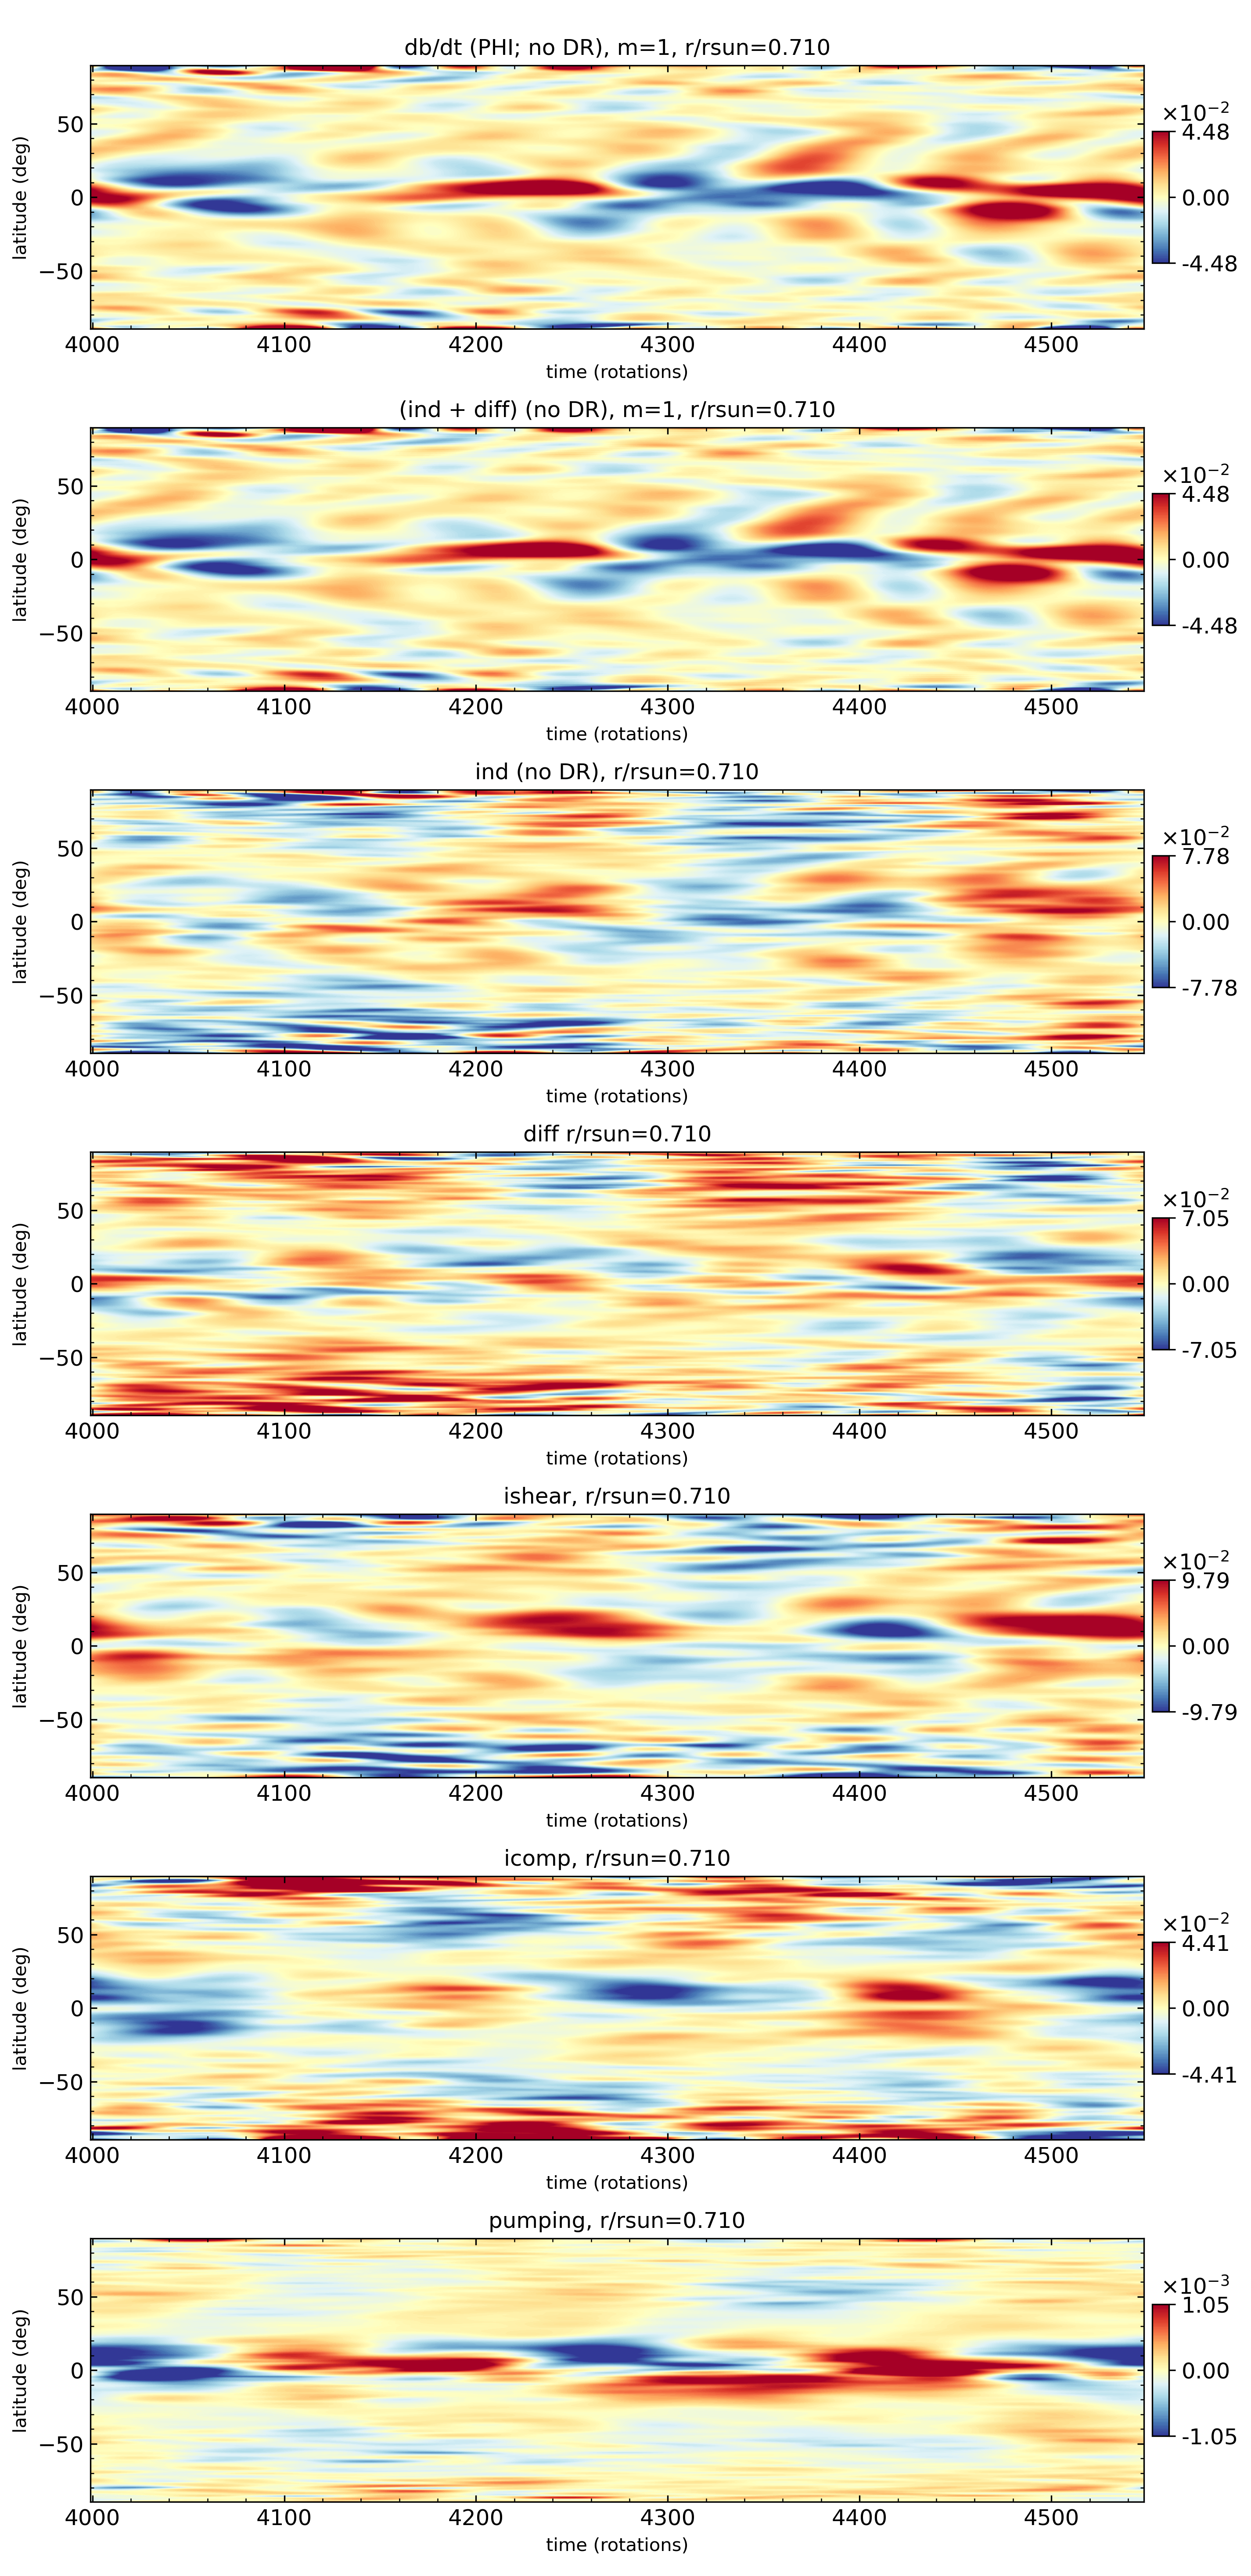 db/dt (PHI; no DR), m=1, r/rsun=0.710
×10⁻²
4.48
0.00
-4.48
50
0
−50
latitude (deg)
4000 4100 4200 4300 4400 4500
time (rotations)
(ind + diff) (no DR), m=1, r/rsun=0.710
×10⁻²
4.48
0.00
-4.48
50
0
−50
latitude (deg)
4000 4100 4200 4300 4400 4500
time (rotations)
ind (no DR), r/rsun=0.710
×10⁻²
7.78
0.00
-7.78
50
0
−50
latitude (deg)
4000 4100 4200 4300 4400 4500
time (rotations)
diff r/rsun=0.710
×10⁻²
7.05
0.00
-7.05
50
0
−50
latitude (deg)
4000 4100 4200 4300 4400 4500
time (rotations)
ishear, r/rsun=0.710
×10⁻²
9.79
0.00
-9.79
50
0
−50
latitude (deg)
4000 4100 4200 4300 4400 4500
time (rotations)
icomp, r/rsun=0.710
×10⁻²
4.41
0.00
-4.41
50
0
−50
latitude (deg)
4000 4100 4200 4300 4400 4500
time (rotations)
pumping, r/rsun=0.710
×10⁻³
1.05
0.00
-1.05
50
0
−50
latitude (deg)
4000 4100 4200 4300 4400 4500
time (rotations)